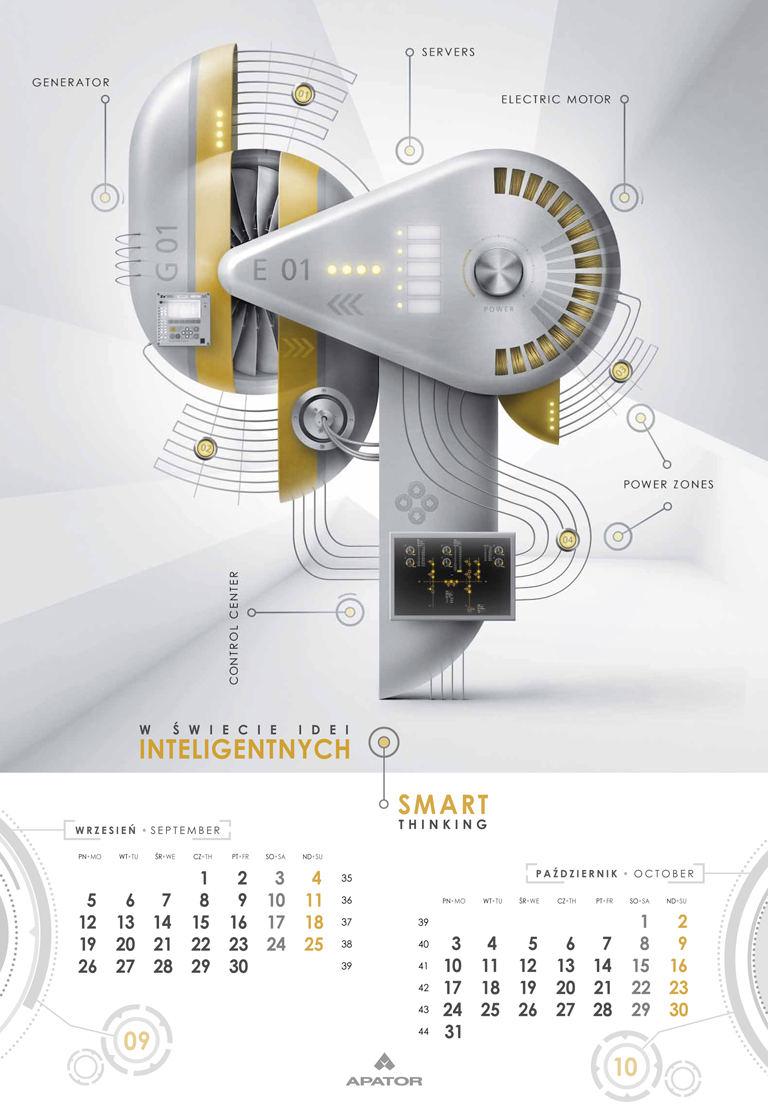 GENERATOR
SERVERS
ELECTRIC MOTOR
01
G 01
E 01
POWER
03
02
POWER ZONES
04
CONTROL CENTER
W ŚWIECIE IDEI
INTELIGENTNYCH
SMART
THINKING
WRZESIEŃ • SEPTEMBER
PN•MO WT•TU ŚR•WE CZ•TH PT•FR SO•SA ND•SU
1 2 3 4 35
5 6 7 8 9 10 11 36
12 13 14 15 16 17 18 37
19 20 21 22 23 24 25 38
26 27 28 29 30 39
09
PAŹDZIERNIK • OCTOBER
PN•MO WT•TU ŚR•WE CZ•TH PT•FR SO•SA ND•SU
39 1 2
40 3 4 5 6 7 8 9
41 10 11 12 13 14 15 16
42 17 18 19 20 21 22 23
43 24 25 26 27 28 29 30
44 31
10
APATOR